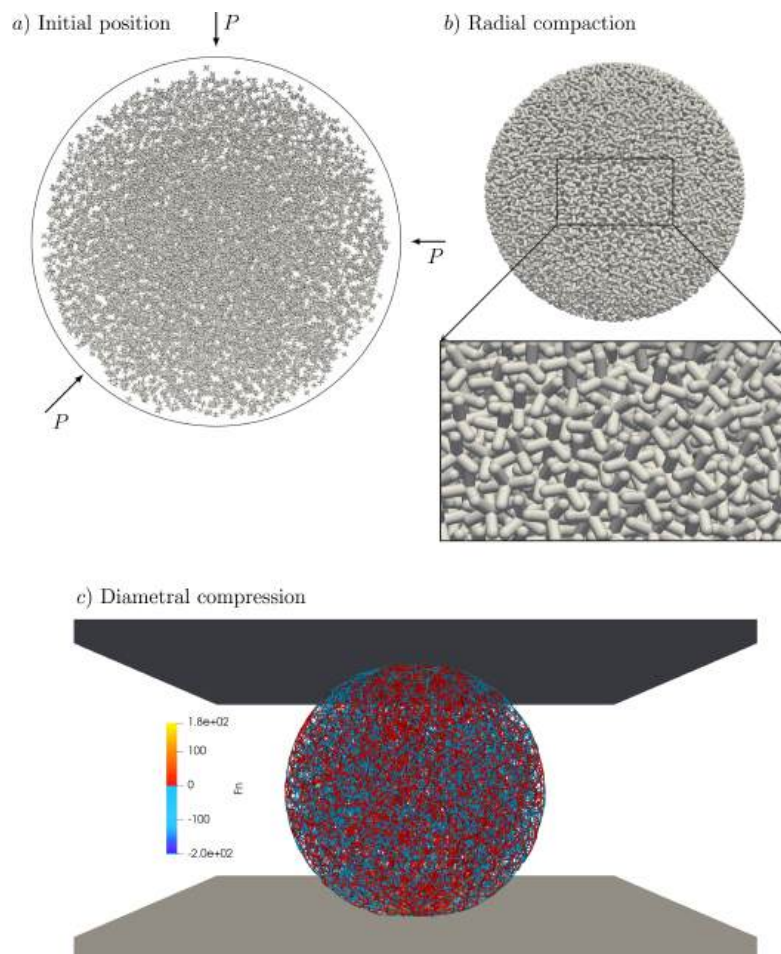 a) Initial position
P
b) Radial compaction
P
P
c) Diametral compression
1.8e+02
100
0
-100
-2.0e+02
Fn